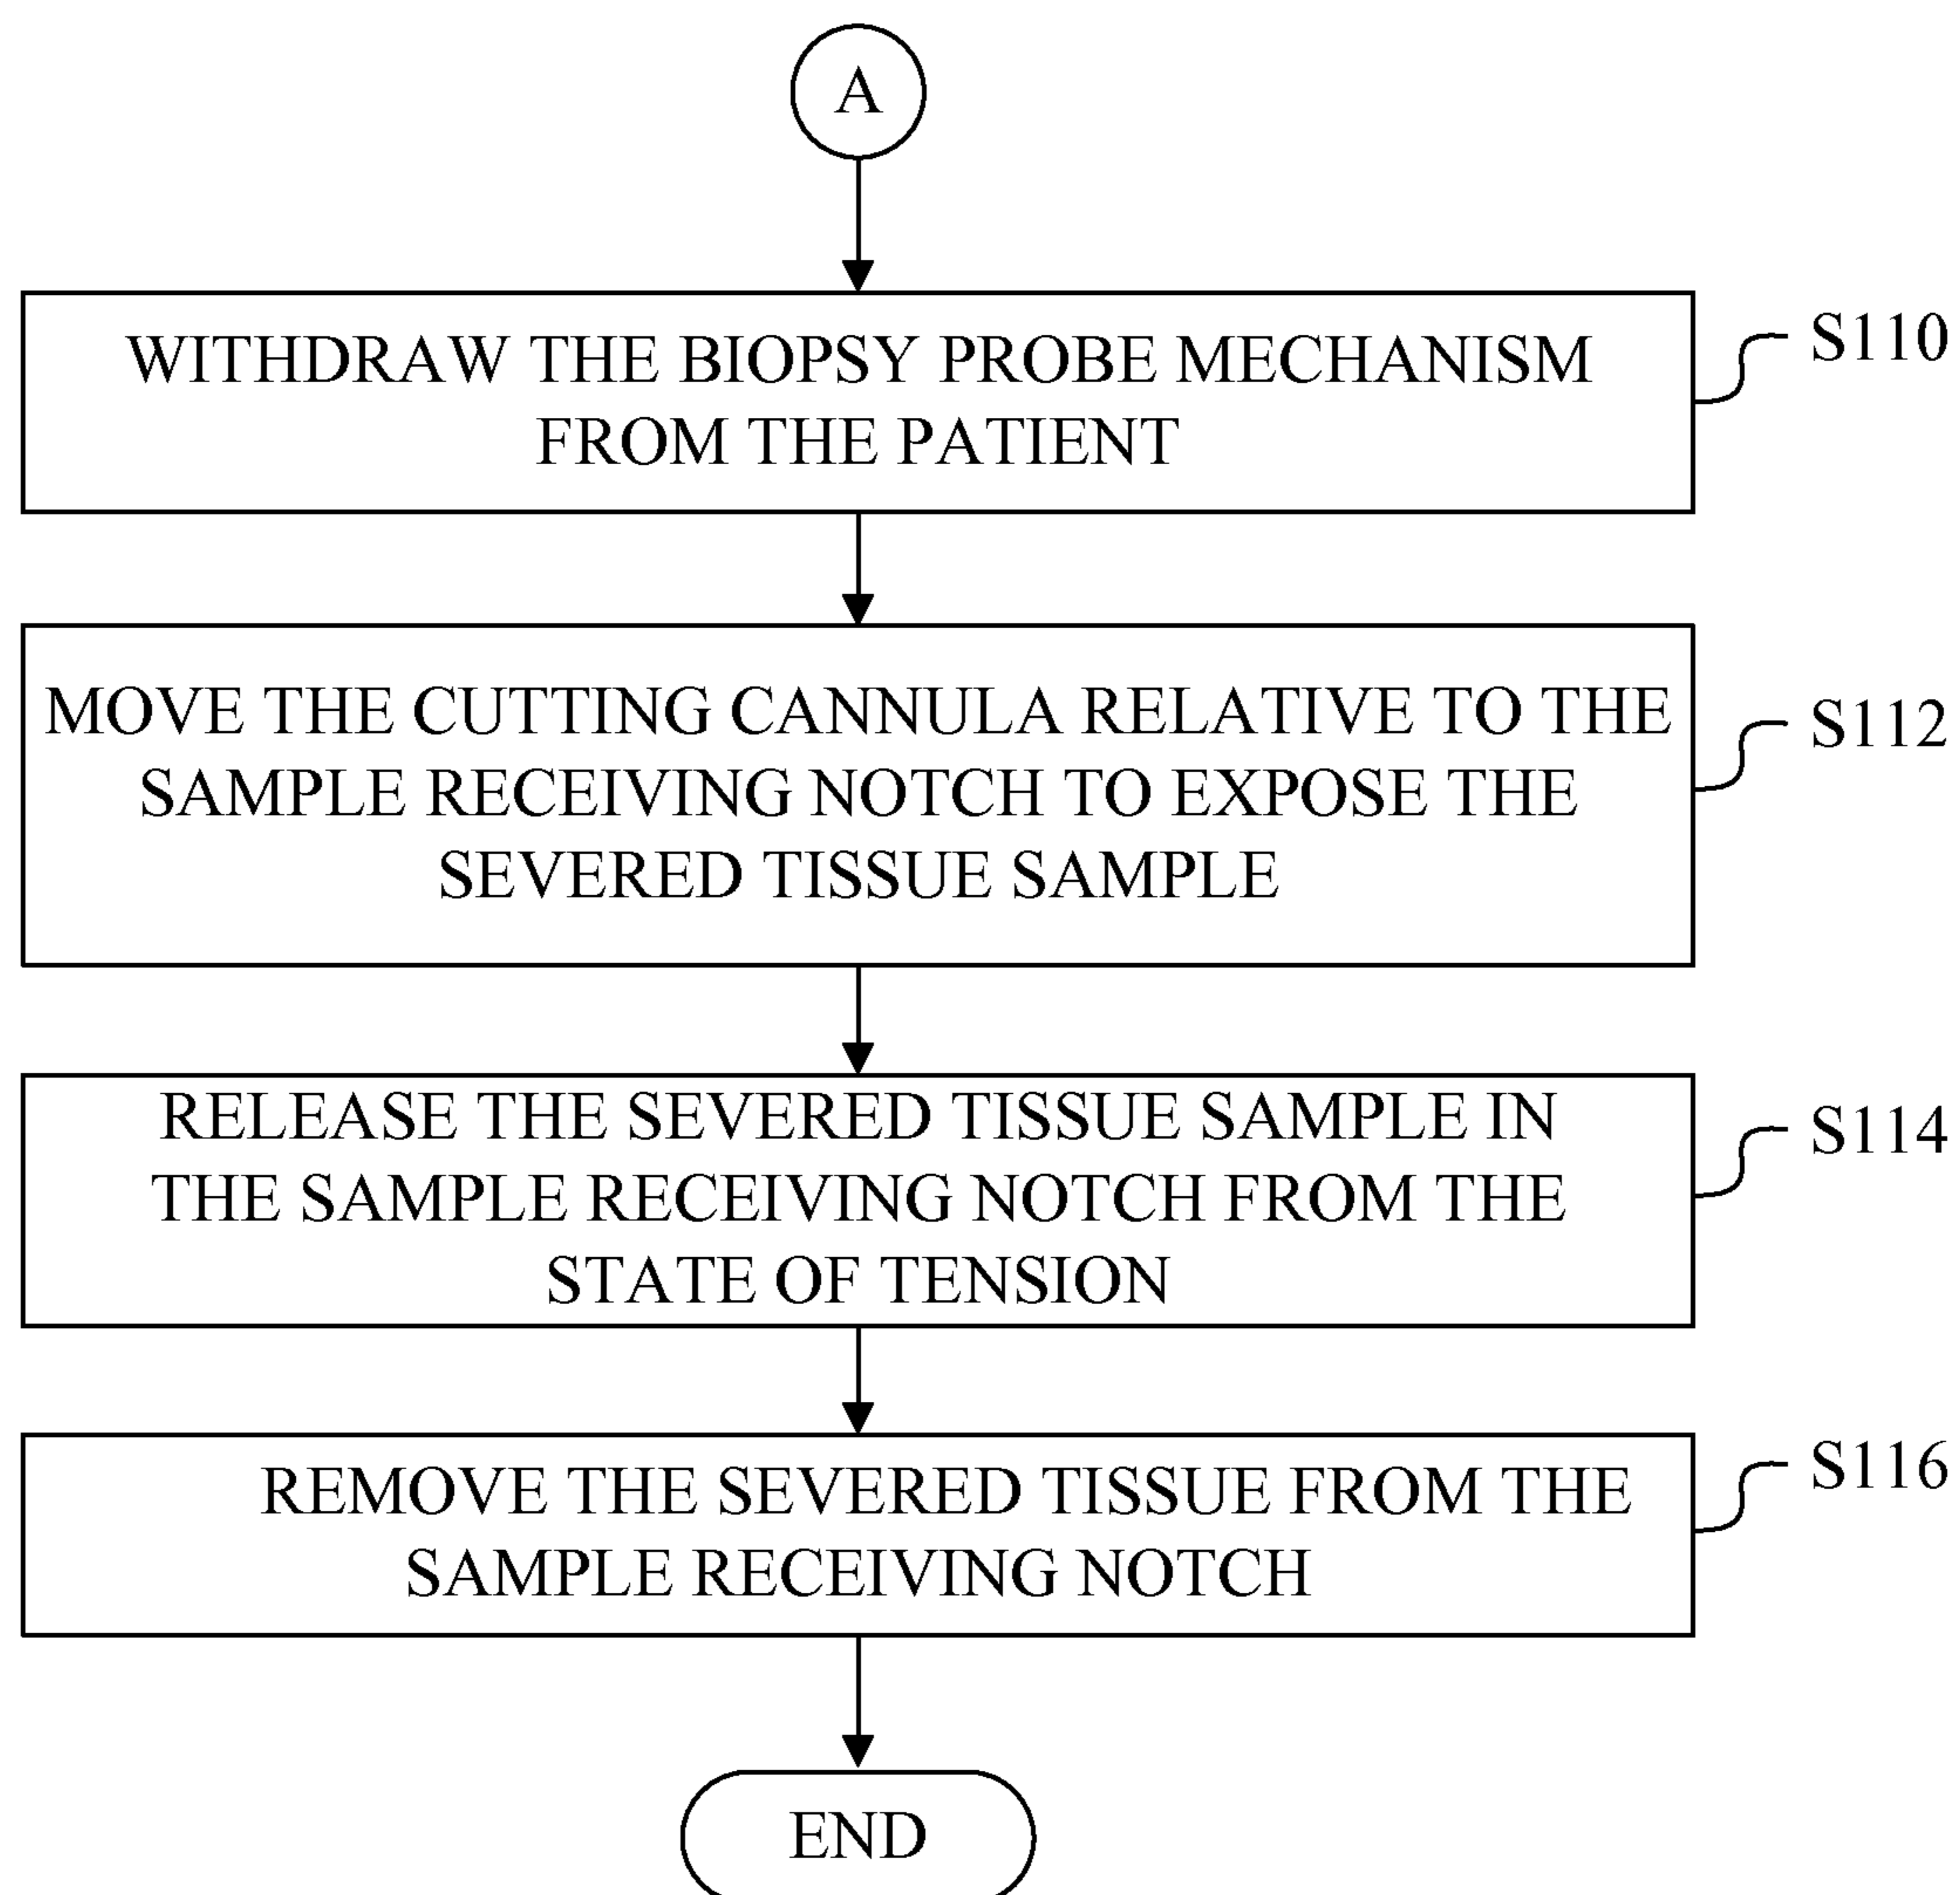 A
WITHDRAW THE BIOPSY PROBE MECHANISM
FROM THE PATIENT
S110
MOVE THE CUTTING CANNULA RELATIVE TO THE
SAMPLE RECEIVING NOTCH TO EXPOSE THE
SEVERED TISSUE SAMPLE
S112
RELEASE THE SEVERED TISSUE SAMPLE IN
THE SAMPLE RECEIVING NOTCH FROM THE
STATE OF TENSION
S114
REMOVE THE SEVERED TISSUE FROM THE
SAMPLE RECEIVING NOTCH
S116
END